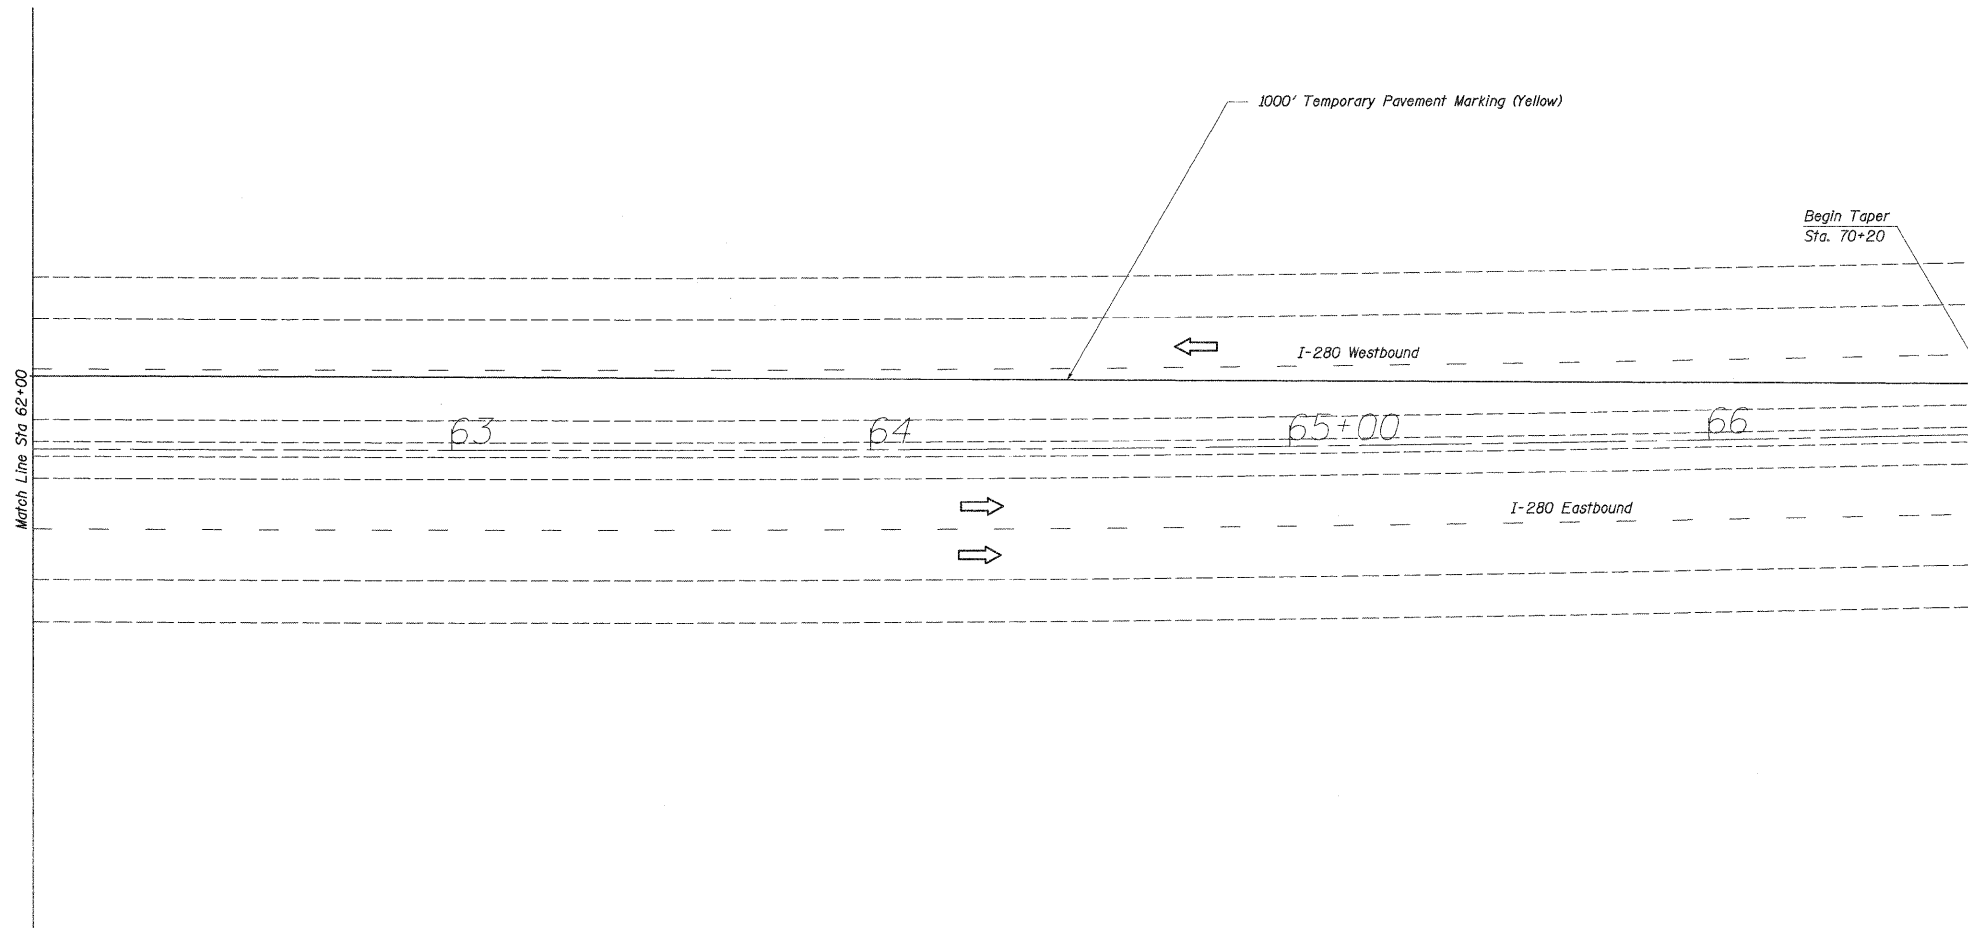 1000' Temporary Pavement Marking (Yellow)
Begin Taper
Sta. 70+20
I-280 Westbound
Match Line Sta 62+00
63
64
65+00
66
I-280 Eastbound